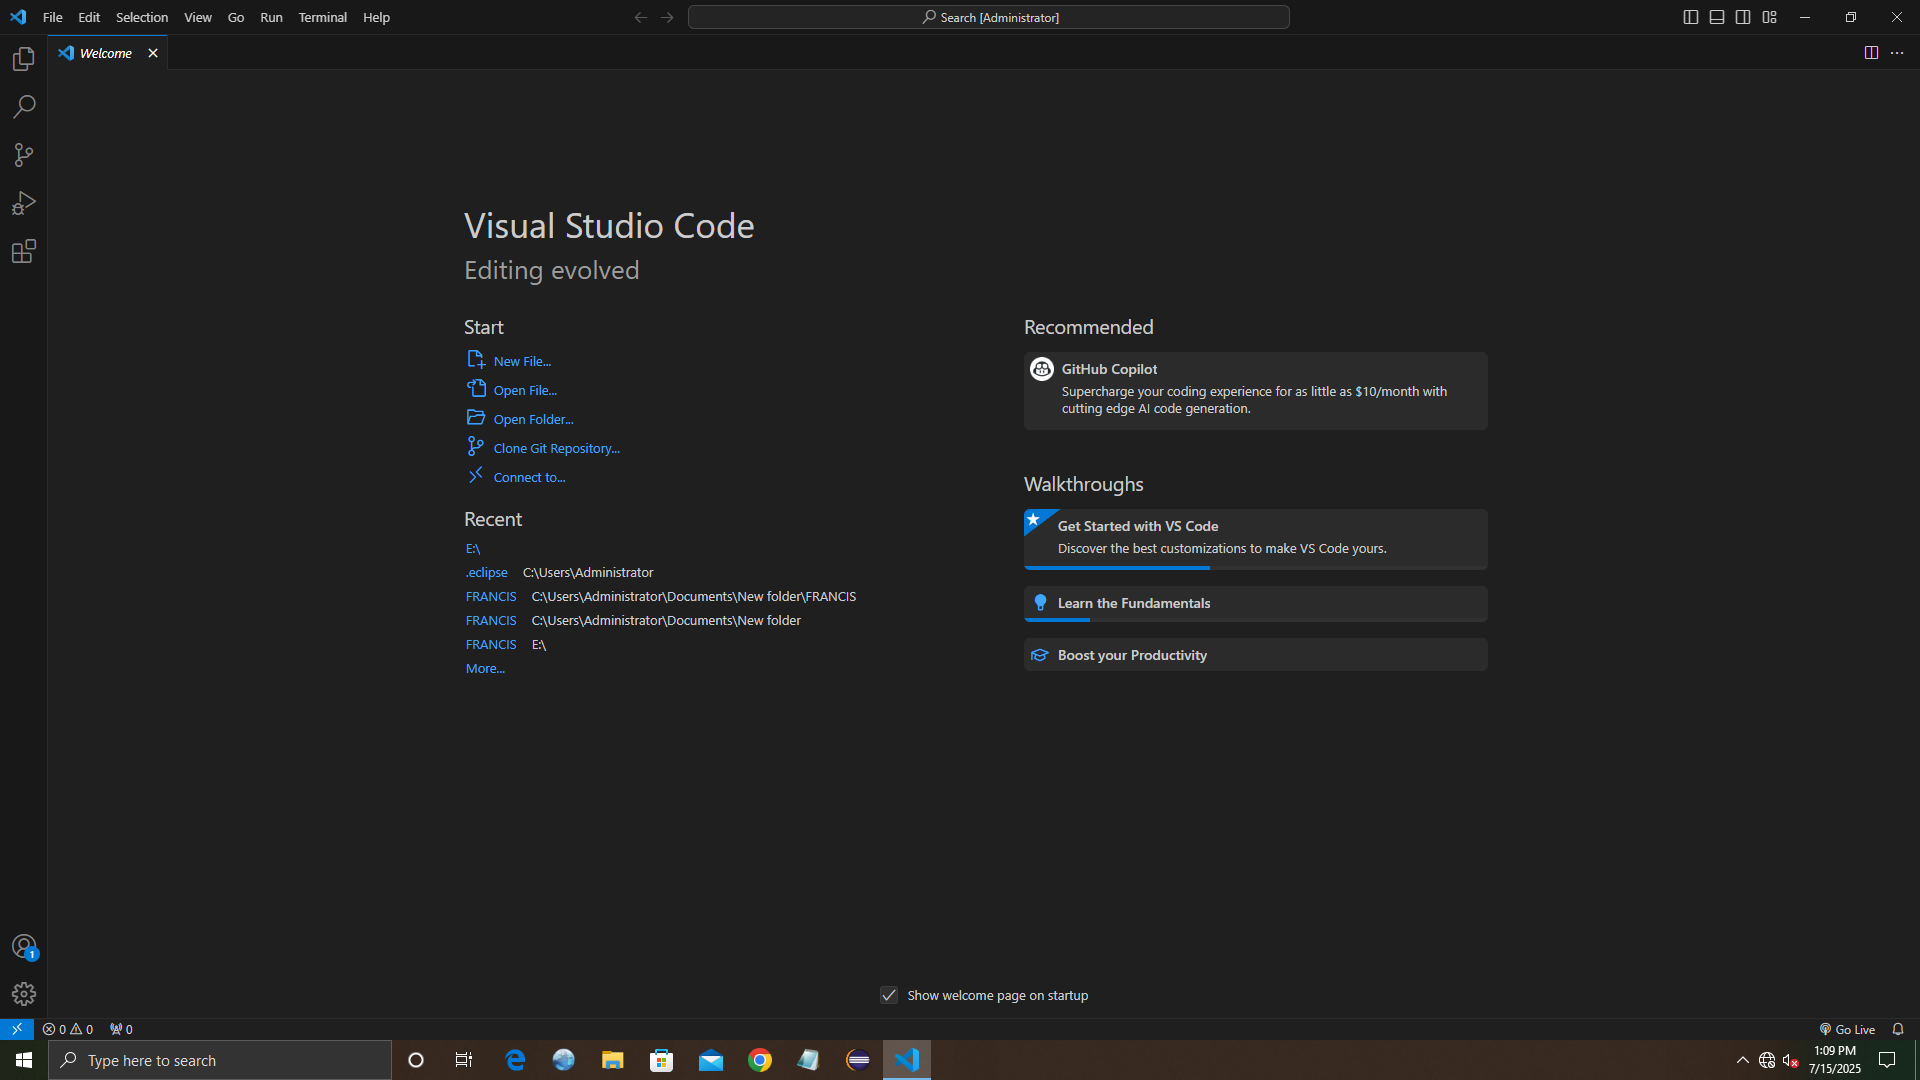 File Edit Selection View Go Run Terminal Help
Search [Administrator]
Welcome
Visual Studio Code
Editing evolved
Start
New File...
Open File...
Open Folder...
Clone Git Repository...
Connect to...
Recent
E:\
.eclipse C:\Users\Administrator
FRANCIS C:\Users\Administrator\Documents\New folder\FRANCIS
FRANCIS C:\Users\Administrator\Documents\New folder
FRANCIS E:\
More...
Recommended
GitHub Copilot
Supercharge your coding experience for as little as $10/month with
cutting edge AI code generation.
Walkthroughs
Get Started with VS Code
Discover the best customizations to make VS Code yours.
Learn the Fundamentals
Boost your Productivity
1
Show welcome page on startup
0 0 0
Go Live
Type here to search
1:09 PM
7/15/2025